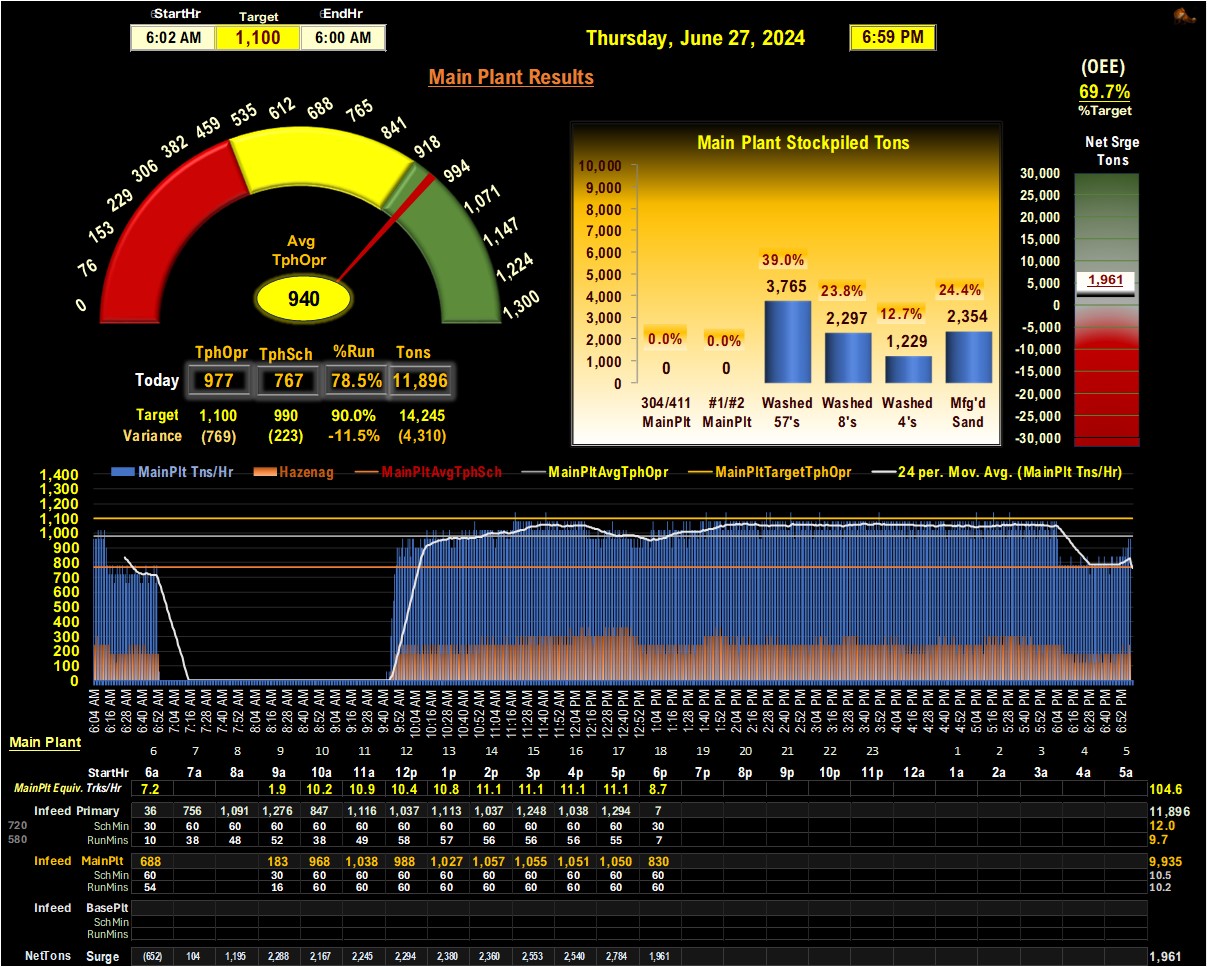 StartHr Target EndHr
6:02 AM 1,100 6:00 AM
Thursday, June 27, 2024 6:59 PM
Main Plant Results
(OEE)
69.7%
%Target
Net Srge
Tons
0 76 153 229 306 382 459 535 612 688 765 841 918 994 1,071 1,147 1,224 1,300
Avg
TphOpr
940
TphOpr TphSch %Run Tons
Today 977 767 78.5% 11,896
Target 1,100 990 90.0% 14,245
Variance (769) (223) -11.5% (4,310)
Main Plant Stockpiled Tons
10,000
9,000
8,000
7,000
6,000
5,000
4,000
3,000
2,000
1,000
0
0.0% 0.0% 39.0% 23.8% 12.7% 24.4%
0 0 3,765 2,297 1,229 2,354
304/411 #1/#2 Washed Washed Washed Mfg'd
MainPlt MainPlt 57's 8's 4's Sand
30,000
25,000
20,000
15,000
10,000
5,000
0
-5,000
-10,000
-15,000
-20,000
-25,000
-30,000
1,961
MainPlt Tns/Hr Hazenag MainPltAvgTphSch MainPltAvgTphOpr MainPltTargetTphOpr 24 per. Mov. Avg. (MainPlt Tns/Hr)
1,400
1,300
1,200
1,100
1,000
900
800
700
600
500
400
300
200
100
0
6:04 AM 6:16 AM 6:28 AM 6:40 AM 6:52 AM 7:04 AM 7:16 AM 7:28 AM 7:40 AM 7:52 AM 8:04 AM 8:16 AM 8:28 AM 8:40 AM 8:52 AM 9:04 AM 9:16 AM 9:28 AM 9:40 AM 9:52 AM 10:04 AM 10:16 AM 10:28 AM 10:40 AM 10:52 AM 11:04 AM 11:16 AM 11:28 AM 11:40 AM 11:52 AM 12:04 PM 12:16 PM 12:28 PM 12:40 PM 12:52 PM 1:04 PM 1:16 PM 1:28 PM 1:40 PM 1:52 PM 2:04 PM 2:16 PM 2:28 PM 2:40 PM 2:52 PM 3:04 PM 3:16 PM 3:28 PM 3:40 PM 3:52 PM 4:04 PM 4:16 PM 4:28 PM 4:40 PM 4:52 PM 5:04 PM 5:16 PM 5:28 PM 5:40 PM 5:52 PM 6:04 PM 6:16 PM 6:28 PM 6:40 PM 6:52 PM
Main Plant
6 7 8 9 10 11 12 13 14 15 16 17 18 19 20 21 22 23 1 2 3 4 5
StartHr 6a 7a 8a 9a 10a 11a 12p 1p 2p 3p 4p 5p 6p 7p 8p 9p 10p 11p 12a 1a 2a 3a 4a 5a
MainPlt Equiv. Trks/Hr 7.2 1.9 10.2 10.9 10.4 10.8 11.1 11.1 11.1 11.1 8.7 104.6
Infeed Primary 36 756 1,091 1,276 847 1,116 1,037 1,113 1,037 1,248 1,038 1,294 7 11,896
720 SchMin 30 60 60 60 60 60 60 60 60 60 60 60 30 12.0
580 RunMins 10 38 48 52 38 49 58 57 56 56 56 55 7 9.7
Infeed MainPlt 688 183 968 1,038 988 1,027 1,057 1,055 1,051 1,050 830 9,935
SchMin 60 30 60 60 60 60 60 60 60 60 60 10.5
RunMins 54 16 60 60 60 60 60 60 60 60 60 10.2
Infeed BasePlt
SchMin
RunMins
NetTons Surge (652) 104 1,195 2,288 2,167 2,245 2,294 2,380 2,360 2,553 2,540 2,784 1,961 1,961